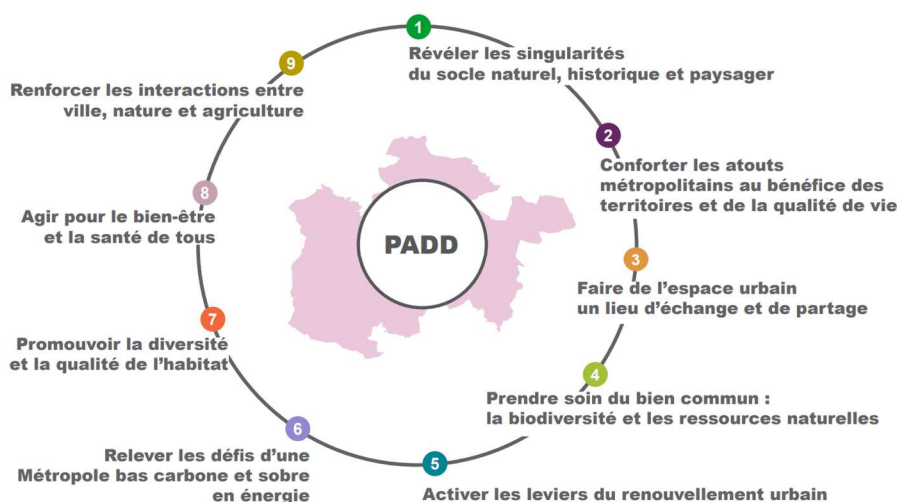 1
Révéler les singularités
du socle naturel, historique et paysager
2
Conforter les atouts
métropolitains au bénéfice des
territoires et de la qualité de vie
3
Faire de l’espace urbain
un lieu d’échange et de partage
4
Prendre soin du bien commun :
la biodiversité et les ressources naturelles
5
Activer les leviers du renouvellement urbain
6
Relever les défis d’une
Métropole bas carbone et sobre
en énergie
7
Promouvoir la diversité
et la qualité de l’habitat
8
Agir pour le bien-être
et la santé de tous
9
Renforcer les interactions entre
ville, nature et agriculture
PADD